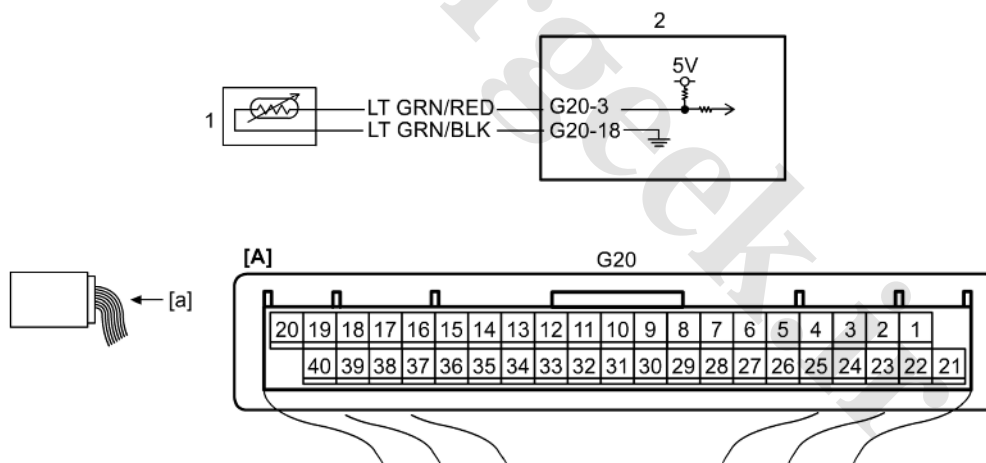 2
5V
1
LT GRN/RED
G20-3
LT GRN/BLK
G20-18
[A]
G20
[a]
20 19 18 17 16 15 14 13 12 11 10 9 8 7 6 5 4 3 2 1
40 39 38 37 36 35 34 33 32 31 30 29 28 27 26 25 24 23 22 21
rgeek.ir